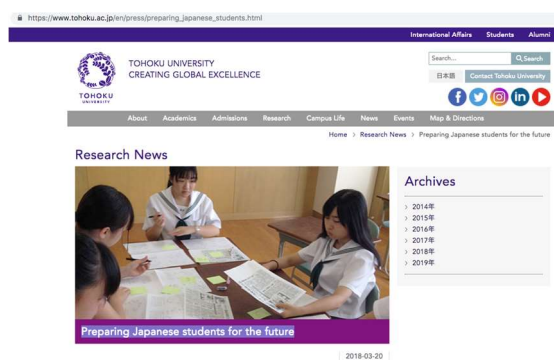 https://www.tohoku.ac.jp/en/press/preparing_japanese_students.html
International Affairs Students Alumni
TOHOKU UNIVERSITY
CREATING GLOBAL EXCELLENCE
Search... Search
日本語 Contact Tohoku University
TOHOKU
UNIVERSITY
About Academics Admissions Research Campus Life News Events Map & Directions
Home > Research News > Preparing Japanese students for the future
Research News
Preparing Japanese students for the future
2018-03-20
Archives
> 2014年
> 2015年
> 2016年
> 2017年
> 2018年
> 2019年